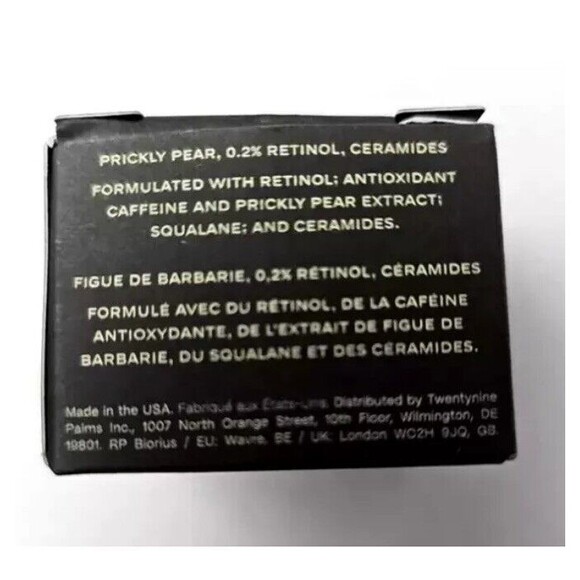 PRICKLY PEAR, 0.2% RETINOL, CERAMIDES
FORMULATED WITH RETINOL; ANTIOXIDANT
CAFFEINE AND PRICKLY PEAR EXTRACT;
SQUALANE; AND CERAMIDES.
FIGUE DE BARBARIE, 0,2% RÉTINOL, CÉRAMIDES
FORMULÉ AVEC DU RÉTINOL, DE LA CAFÉINE
ANTIOXYDANTE, DE L'EXTRAIT DE FIGUE DE
BARBARIE, DU SQUALANE ET DES CÉRAMIDES.
Made in the USA. Fabriqué aux États-Unis. Distributed by Twentynine
Palms Inc., 1007 North Orange Street, 10th Floor, Wilmington, DE
19801. RP Biorius / EU: Wavre, BE / UK: London WC2H 9JQ, GB.